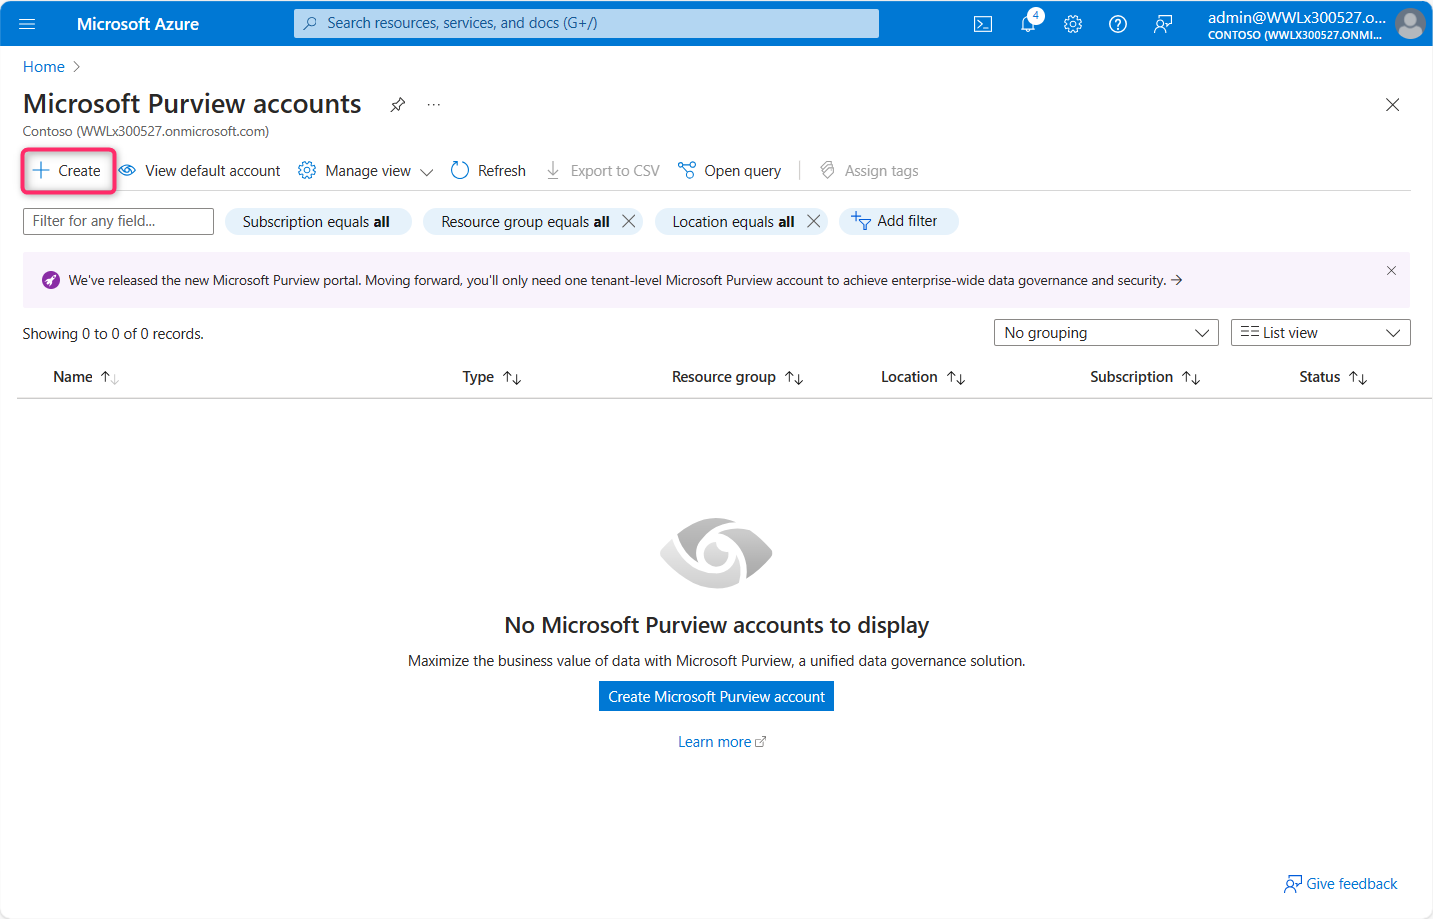 Microsoft Azure
Search resources, services, and docs (G+/)
4
admin@WWLx300527.o...
CONTOSO (WWLX300527.ONMI...
Home
Microsoft Purview accounts
Contoso (WWLx300527.onmicrosoft.com)
Create View default account Manage view Refresh Export to CSV Open query Assign tags
Filter for any field... Subscription equals all Resource group equals all Location equals all Add filter
We've released the new Microsoft Purview portal. Moving forward, you'll only need one tenant-level Microsoft Purview account to achieve enterprise-wide data governance and security.
Showing 0 to 0 of 0 records. No grouping List view
Name Type Resource group Location Subscription Status
No Microsoft Purview accounts to display
Maximize the business value of data with Microsoft Purview, a unified data governance solution.
Create Microsoft Purview account
Learn more
Give feedback